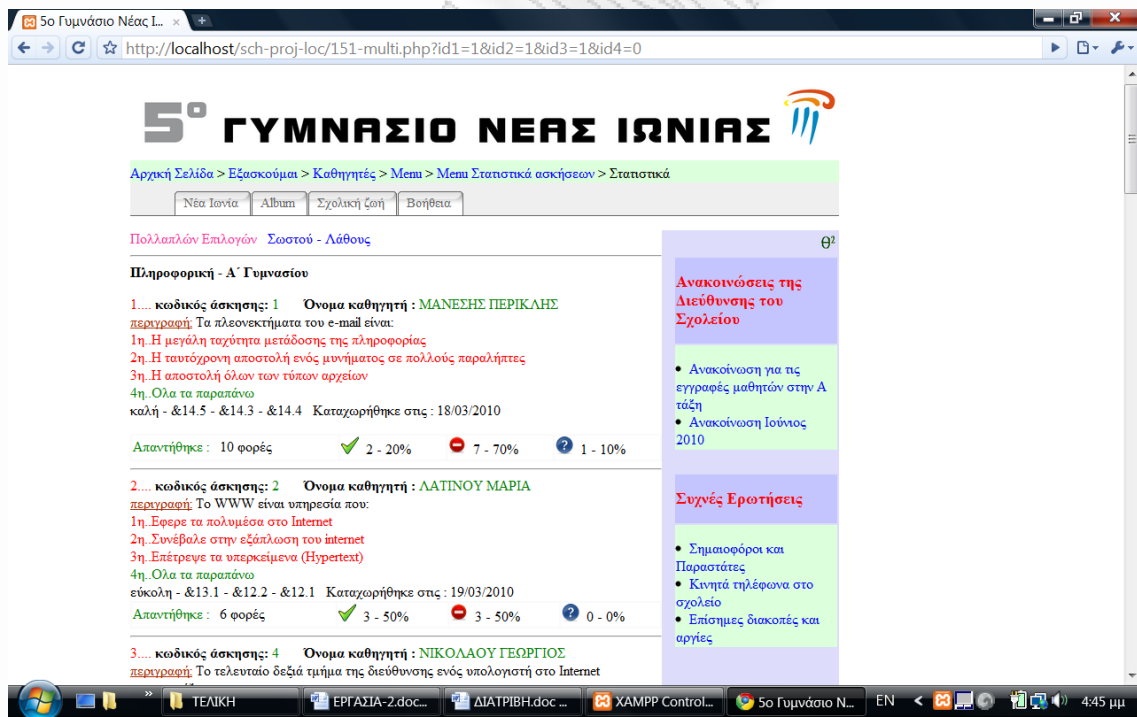 5ο Γυμνάσιο Νέας Ι...
http://localhost/sch-proj-loc/151-multi.php?id1=1&id2=1&id3=1&id4=0
5ο ΓΥΜΝΑΣΙΟ ΝΕΑΣ ΙΩΝΙΑΣ
Αρχική Σελίδα > Εξασκούμαι > Καθηγητές > Menu > Menu Στατιστικά ασκήσεων > Στατιστικά
Νέα Ιωνία Album Σχολική ζωή Βοήθεια
Πολλαπλών Επιλογών Σωστού - Λάθους
Πληροφορική - Α΄ Γυμνασίου
1.... κωδικός άσκησης: 1 Όνομα καθηγητή : ΜΑΝΕΣΗΣ ΠΕΡΙΚΛΗΣ
περιγραφή: Τα πλεονεκτήματα του e-mail είναι:
1η..Η μεγάλη ταχύτητα μετάδοσης της πληροφορίας
2η..Η ταυτόχρονη αποστολή ενός μυνήματος σε πολλούς παραλήπτες
3η..Η αποστολή όλων των τύπων αρχείων
4η..Ολα τα παραπάνω
καλή - &14.5 - &14.3 - &14.4 Καταχωρήθηκε στις : 18/03/2010
Απαντήθηκε : 10 φορές 2 - 20% 7 - 70% 1 - 10%
2.... κωδικός άσκησης: 2 Όνομα καθηγητή : ΛΑΤΙΝΟΥ ΜΑΡΙΑ
περιγραφή: Το WWW είναι υπηρεσία που:
1η..Εφερε τα πολυμέσα στο Internet
2η..Συνέβαλε στην εξάπλωση του internet
3η..Επέτρεψε τα υπερκείμενα (Hypertext)
4η..Ολα τα παραπάνω
εύκολη - &13.1 - &12.2 - &12.1 Καταχωρήθηκε στις : 19/03/2010
Απαντήθηκε : 6 φορές 3 - 50% 3 - 50% 0 - 0%
3.... κωδικός άσκησης: 4 Όνομα καθηγητή : ΝΙΚΟΛΑΟΥ ΓΕΩΡΓΙΟΣ
περιγραφή: Το τελευταίο δεξιά τμήμα της διεύθυνσης ενός υπολογιστή στο Internet
θ²
Ανακοινώσεις της
Διεύθυνσης του
Σχολείου
• Ανακοίνωση για τις
εγγραφές μαθητών στην Α
τάξη
• Ανακοίνωση Ιούνιος
2010
Συχνές Ερωτήσεις
• Σημαιοφόροι και
Παραστάτες
• Κινητά τηλέφωνα στο
σχολείο
• Επίσημες διακοπές και
αργίες
» ΤΕΛΙΚΗ ΕΡΓΑΣΙΑ-2.doc... ΔΙΑΤΡΙΒΗ.doc ... XAMPP Control... 5ο Γυμνάσιο Ν... EN 4:45 μμ